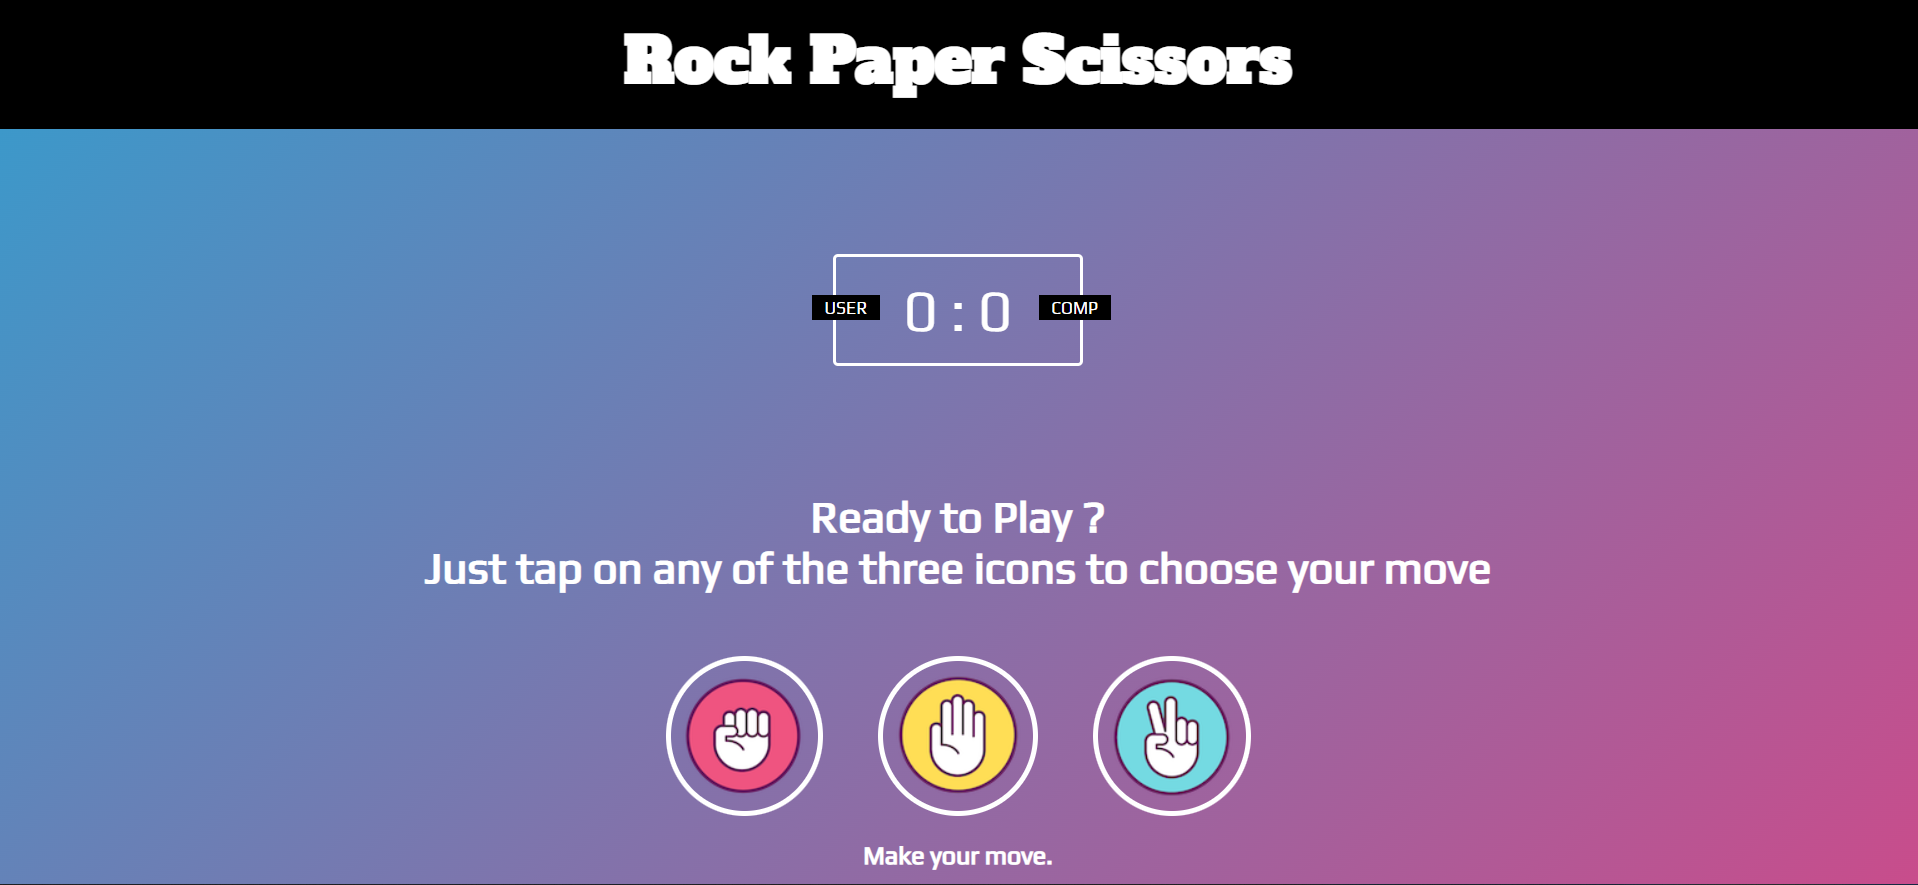 Rock Paper Scissors
USER 0 : 0 COMP
Ready to Play ?
Just tap on any of the three icons to choose your move
Make your move.